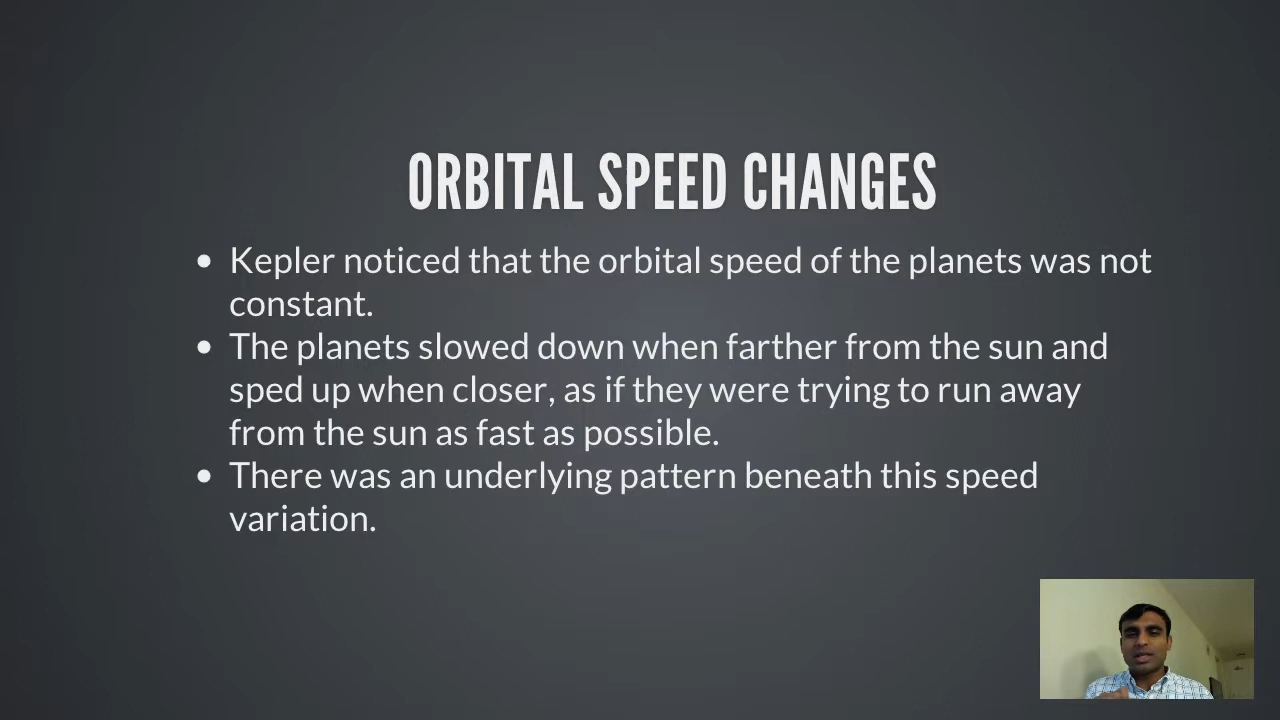 ORBITAL SPEED CHANGES
• Kepler noticed that the orbital speed of the planets was not
constant.
• The planets slowed down when farther from the sun and
sped up when closer, as if they were trying to run away
from the sun as fast as possible.
• There was an underlying pattern beneath this speed
variation.